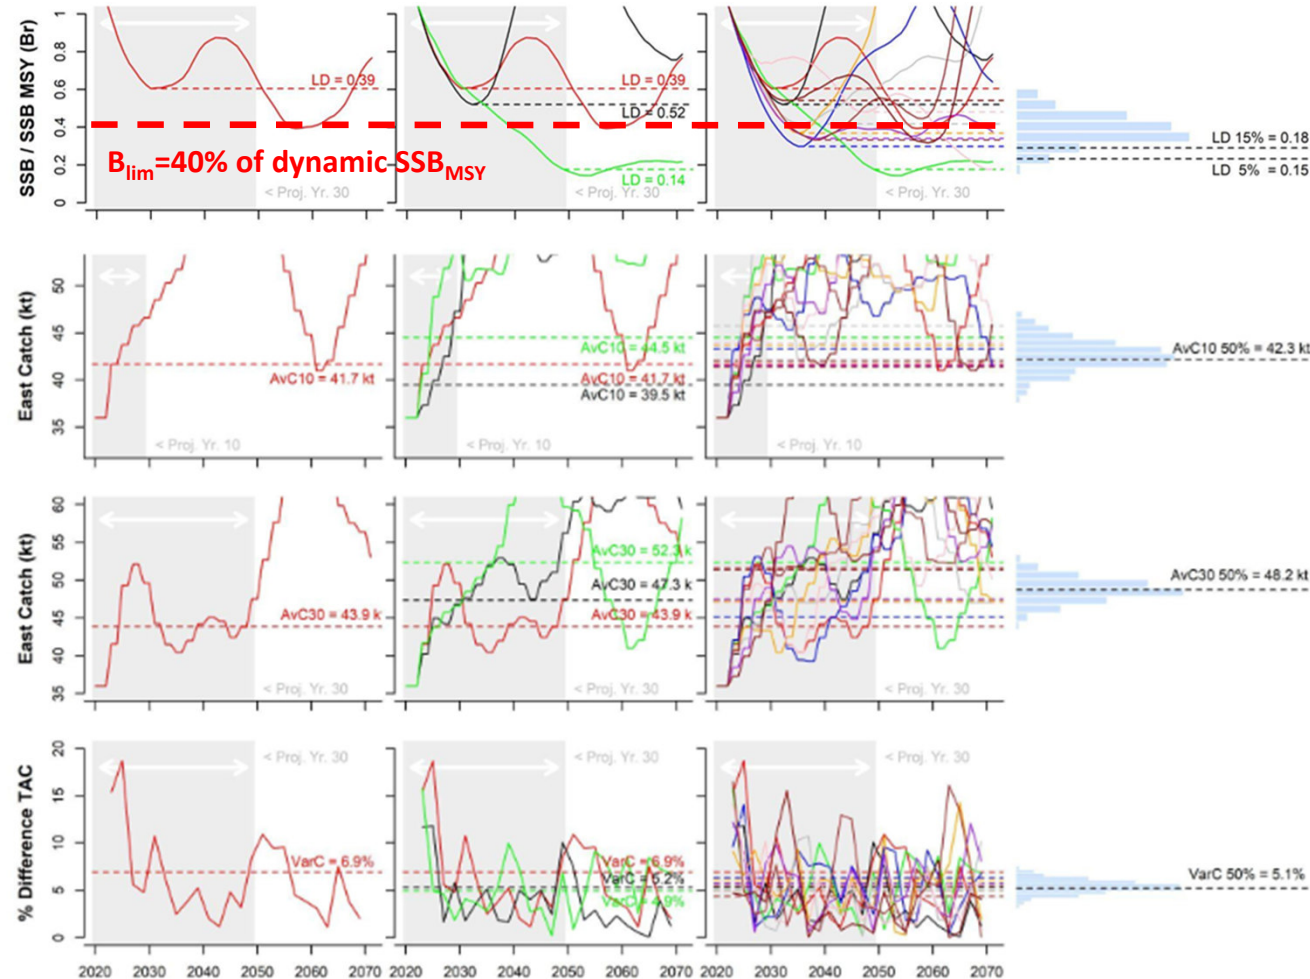 SSB / SSB MSY (Br)
1
0.8
0.6
0.4
0.2
0
LD = 0.39
B_lim=40% of dynamic SSB_MSY
< Proj. Yr. 30
LD = 0.39
LD = 0.52
LD = 0.14
< Proj. Yr. 30
< Proj. Yr. 30
LD 15% = 0.18
LD 5% = 0.15
East Catch (kt)
50
45
40
35
AvC10 = 41.7 kt
< Proj. Yr. 10
AvC10 = 44.5 kt
AvC10 = 41.7 kt
AvC10 = 39.5 kt
< Proj. Yr. 10
< Proj. Yr. 10
AvC10 50% = 42.3 kt
East Catch (kt)
60
55
50
45
40
35
AvC30 = 43.9 k
< Proj. Yr. 30
AvC30 = 52.3 k
AvC30 = 47.3 k
AvC30 = 43.9 k
< Proj. Yr. 30
< Proj. Yr. 30
AvC30 50% = 48.2 kt
% Difference TAC
20
15
10
5
0
< Proj. Yr. 30
VarC = 6.9%
< Proj. Yr. 30
VarC = 6.9%
VarC = 5.2%
VarC = 4.9%
< Proj. Yr. 30
VarC 50% = 5.1%
2020 2030 2040 2050 2060 2070
2020 2030 2040 2050 2060 2070
2020 2030 2040 2050 2060 2070